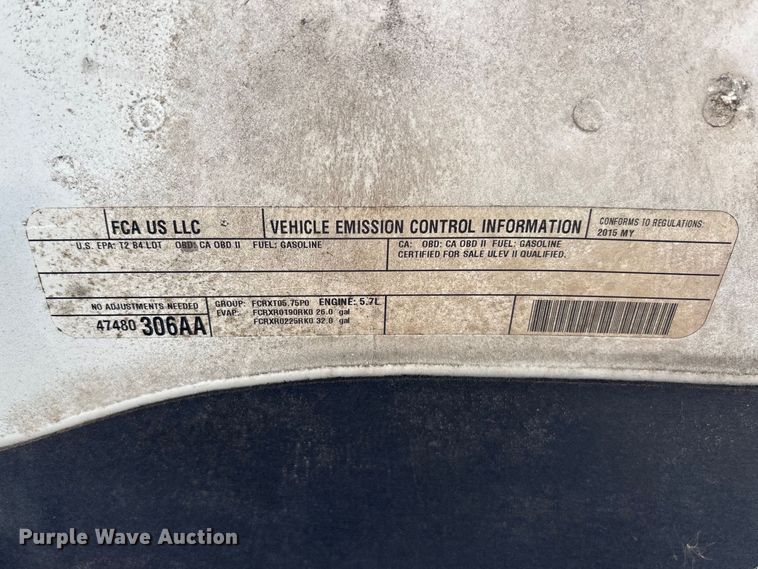 FCA US LLC
VEHICLE EMISSION CONTROL INFORMATION
CONFORMS TO REGULATIONS:
2015 MY
U.S. EPA: T2 B4 LDT OBD: CA OBD II FUEL: GASOLINE
CA: OBD: CA OBD II FUEL: GASOLINE
CERTIFIED FOR SALE ULEV II QUALIFIED.
NO ADJUSTMENTS NEEDED
47480 306AA
GROUP: FCRXT05.75P0 ENGINE: 5.7L
EVAP: FCRXR0190RK0 26.0 gal
FCRXR0225RK0 32.0 gal
Purple Wave Auction